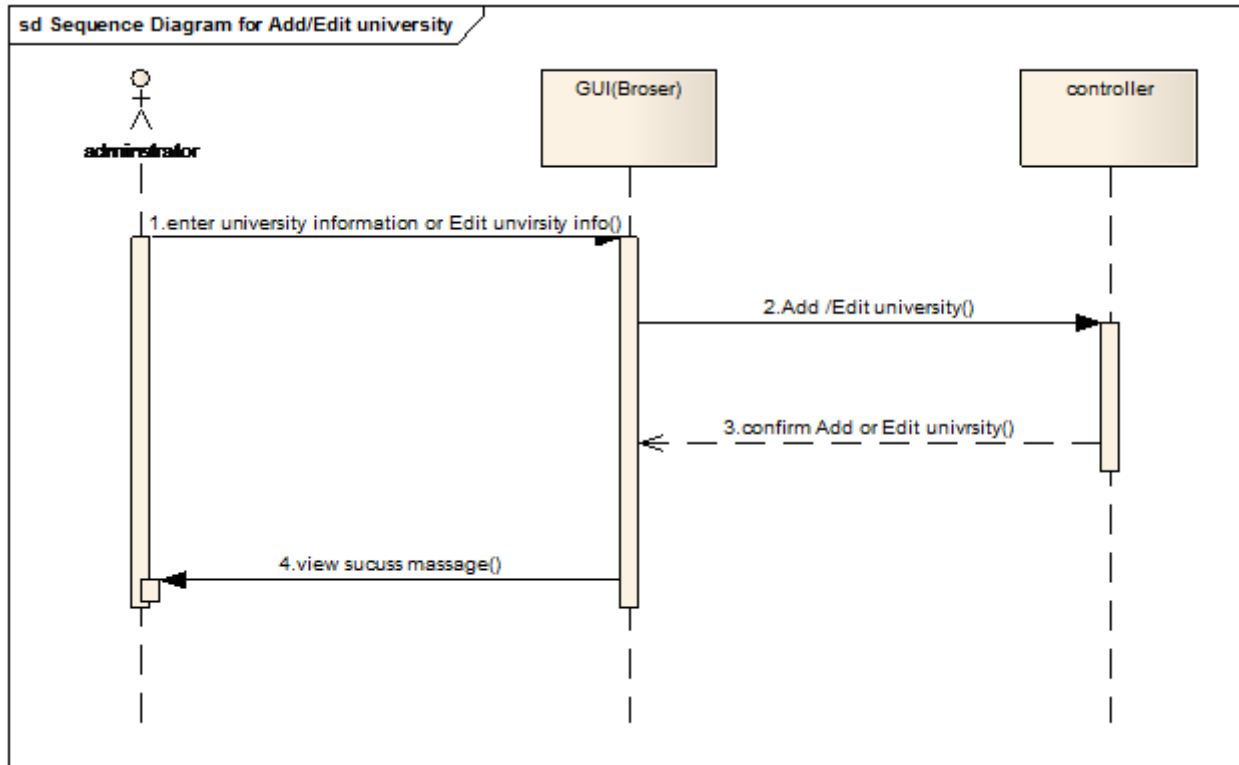 sd Sequence Diagram for Add/Edit university
adminstrator
GUI(Broser)
controller
1.enter university information or Edit unvirsity info()
2.Add /Edit university()
3.confirm Add or Edit univrsity()
4.view sucuss massage()